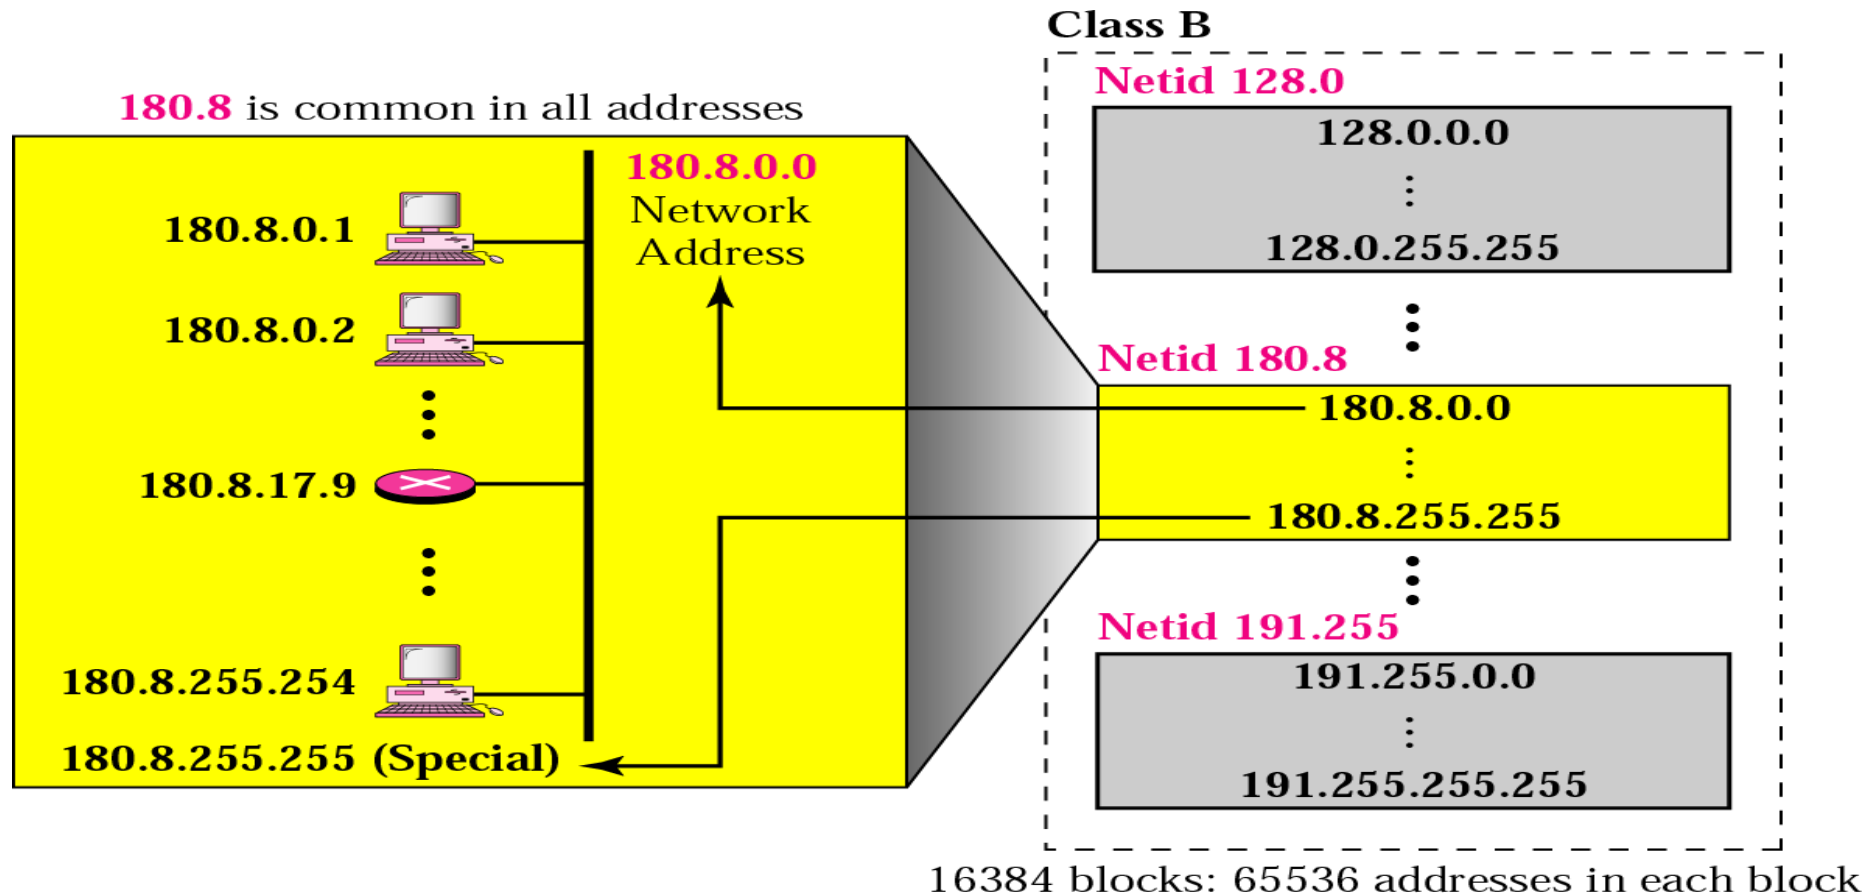 Class B
180.8 is common in all addresses
180.8.0.0
Network
Address
180.8.0.1
180.8.0.2
180.8.17.9
180.8.255.254
180.8.255.255 (Special)
Netid 128.0
128.0.0.0
128.0.255.255
Netid 180.8
180.8.0.0
180.8.255.255
Netid 191.255
191.255.0.0
191.255.255.255
16384 blocks: 65536 addresses in each block